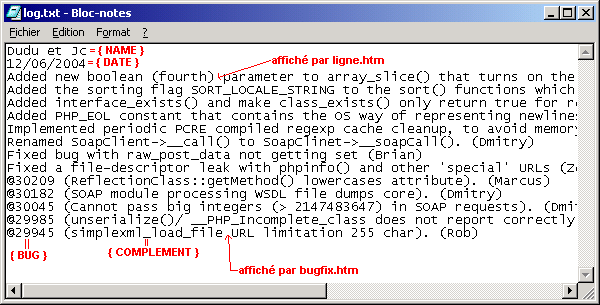 log.txt - Bloc-notes
Fichier Edition Format ?
Dudu et Jc={ NAME }
12/06/2004={ DATE }
affiché par ligne.htm
Added new boolean (fourth) parameter to array_slice() that turns on the
Added the sorting flag SORT_LOCALE_STRING to the sort() functions which
Added interface_exists() and make class_exists() only return true for re
Added PHP_EOL constant that contains the OS way of representing newlines
Implemented periodic PCRE compiled regexp cache cleanup, to avoid memory
Renamed SoapClient->__call() to SoapClinet->__soapCall(). (Dmitry)
Fixed bug with raw_post_data not getting set (Brian)
Fixed a file-descriptor leak with phpinfo() and other 'special' URLs (Ze
@30209 (ReflectionClass::getMethod() lowercases attribute). (Marcus)
@30182 (SOAP module processing WSDL file dumps core). (Dmitry)
@30045 (Cannot pass big integers (> 2147483647) in SOAP requests). (Dmit
@29985 (unserialize()/ __PHP_Incomplete_class does not report correctly
@29945 (simplexml_load_file URL limitation 255 char). (Rob)
{ BUG } { COMPLEMENT }
affiché par bugfix.htm